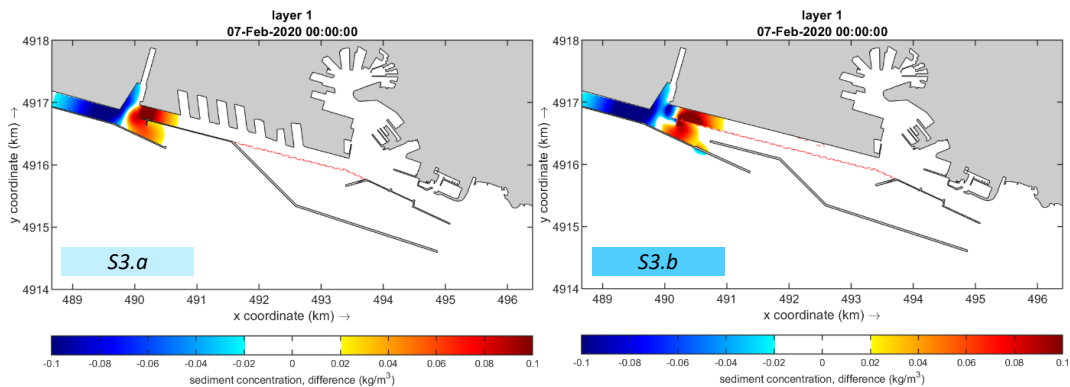 layer 1
07-Feb-2020 00:00:00
4918
4917
4916
4915
4914
y coordinate (km) →
S3.a
489 490 491 492 493 494 495 496
x coordinate (km) →
-0.1 -0.08 -0.06 -0.04 -0.02 0 0.02 0.04 0.06 0.08 0.1
sediment concentration, difference (kg/m³)
layer 1
07-Feb-2020 00:00:00
4918
4917
4916
4915
4914
y coordinate (km) →
S3.b
489 490 491 492 493 494 495 496
x coordinate (km) →
-0.1 -0.08 -0.06 -0.04 -0.02 0 0.02 0.04 0.06 0.08 0.1
sediment concentration, difference (kg/m³)